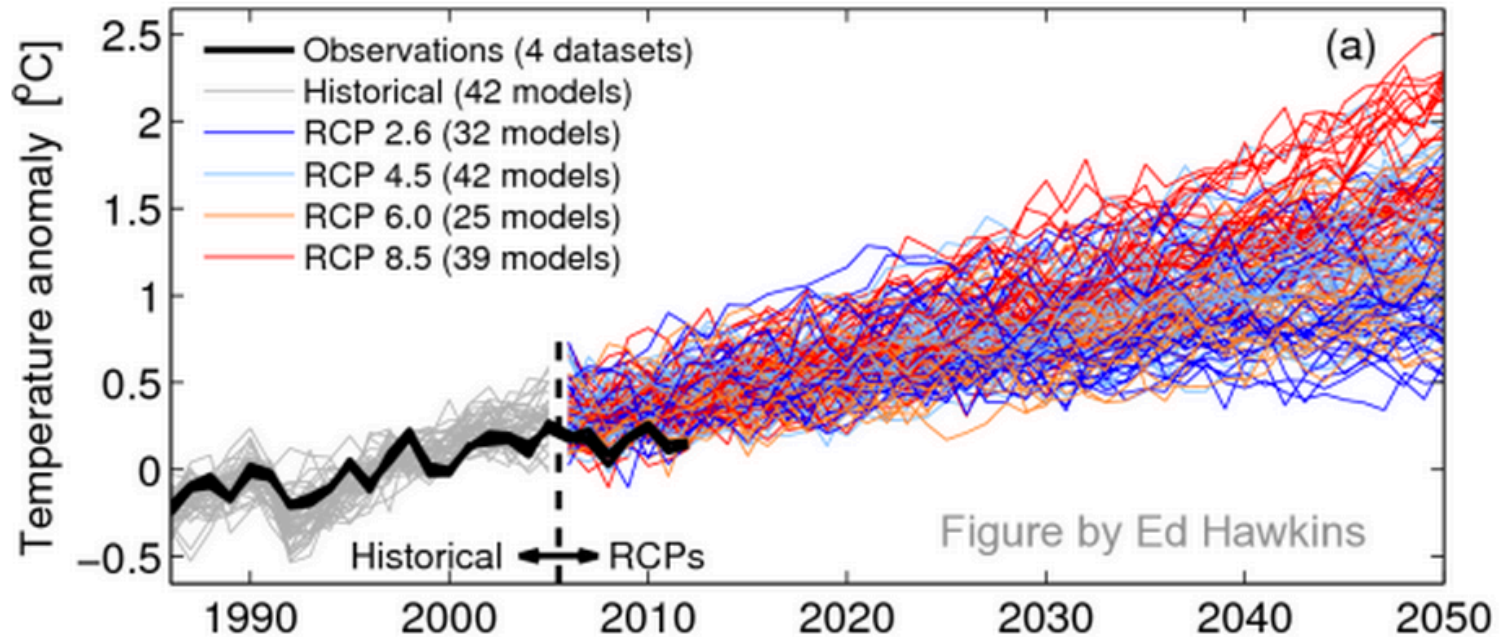 Temperature anomaly [°C]
2.5
2
1.5
1
0.5
0
−0.5
Observations (4 datasets)
Historical (42 models)
RCP 2.6 (32 models)
RCP 4.5 (42 models)
RCP 6.0 (25 models)
RCP 8.5 (39 models)
(a)
Historical
RCPs
Figure by Ed Hawkins
1990 2000 2010 2020 2030 2040 2050